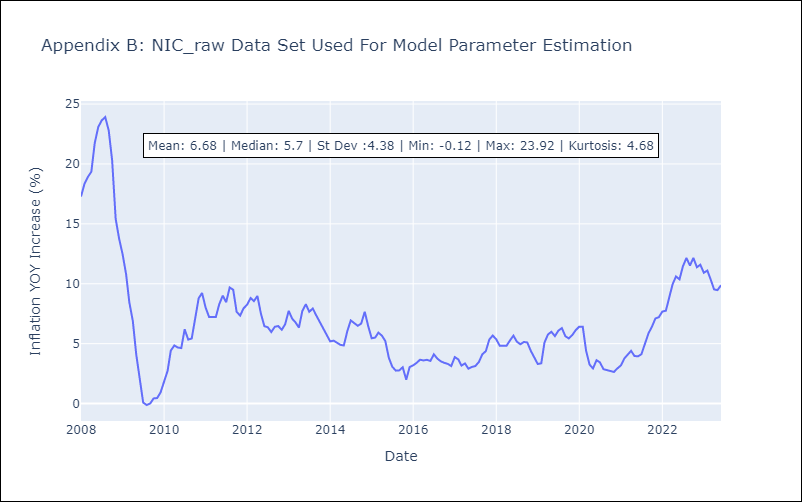 Appendix B: NIC_raw Data Set Used For Model Parameter Estimation
25
Mean: 6.68 | Median: 5.7 | St Dev :4.38 | Min: -0.12 | Max: 23.92 | Kurtosis: 4.68
20
15
10
5
0
Inflation YOY Increase (%)
2008 2010 2012 2014 2016 2018 2020 2022
Date